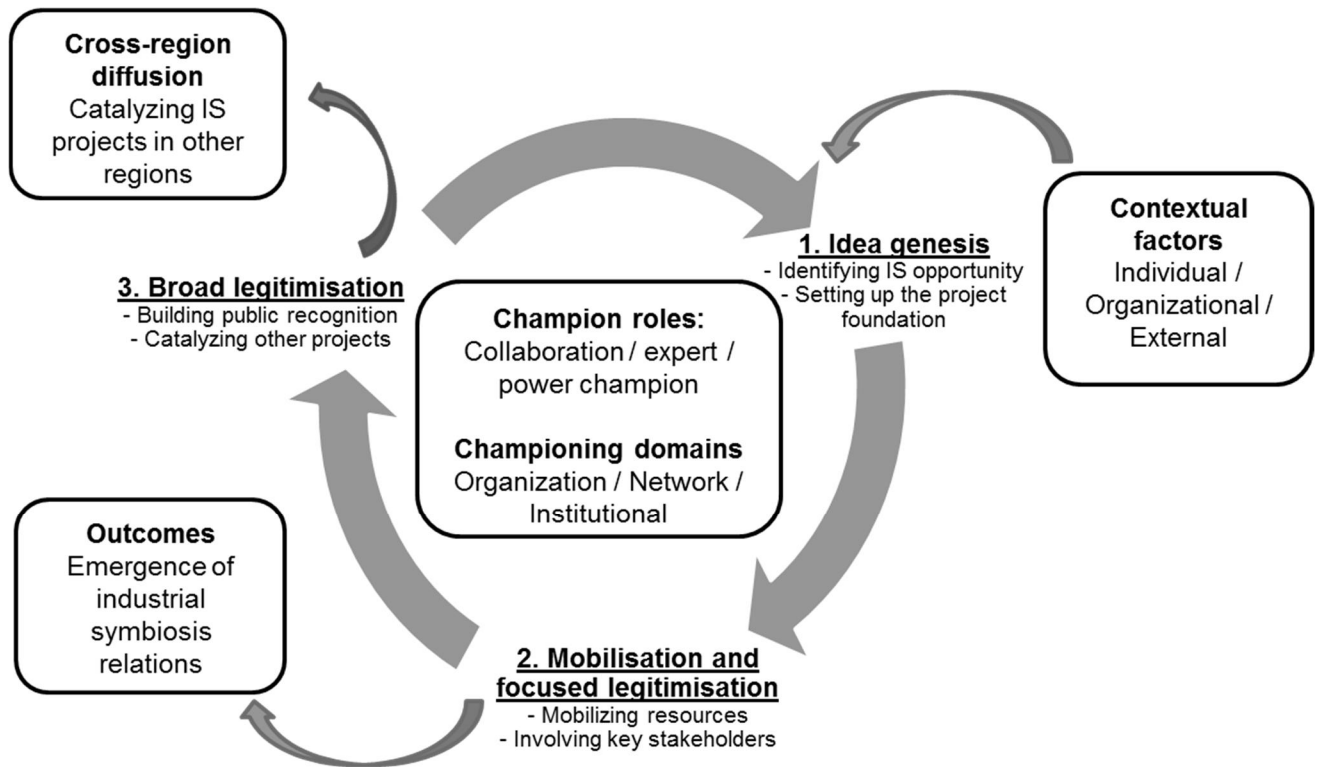 Cross-region
diffusion
Catalyzing IS
projects in other
regions
1. Idea genesis
- Identifying IS opportunity
- Setting up the project
foundation
Contextual
factors
Individual /
Organizational /
External
3. Broad legitimisation
- Building public recognition
- Catalyzing other projects
Champion roles:
Collaboration / expert /
power champion
Championing domains
Organization / Network /
Institutional
Outcomes
Emergence of
industrial
symbiosis
relations
2. Mobilisation and
focused legitimisation
- Mobilizing resources
- Involving key stakeholders